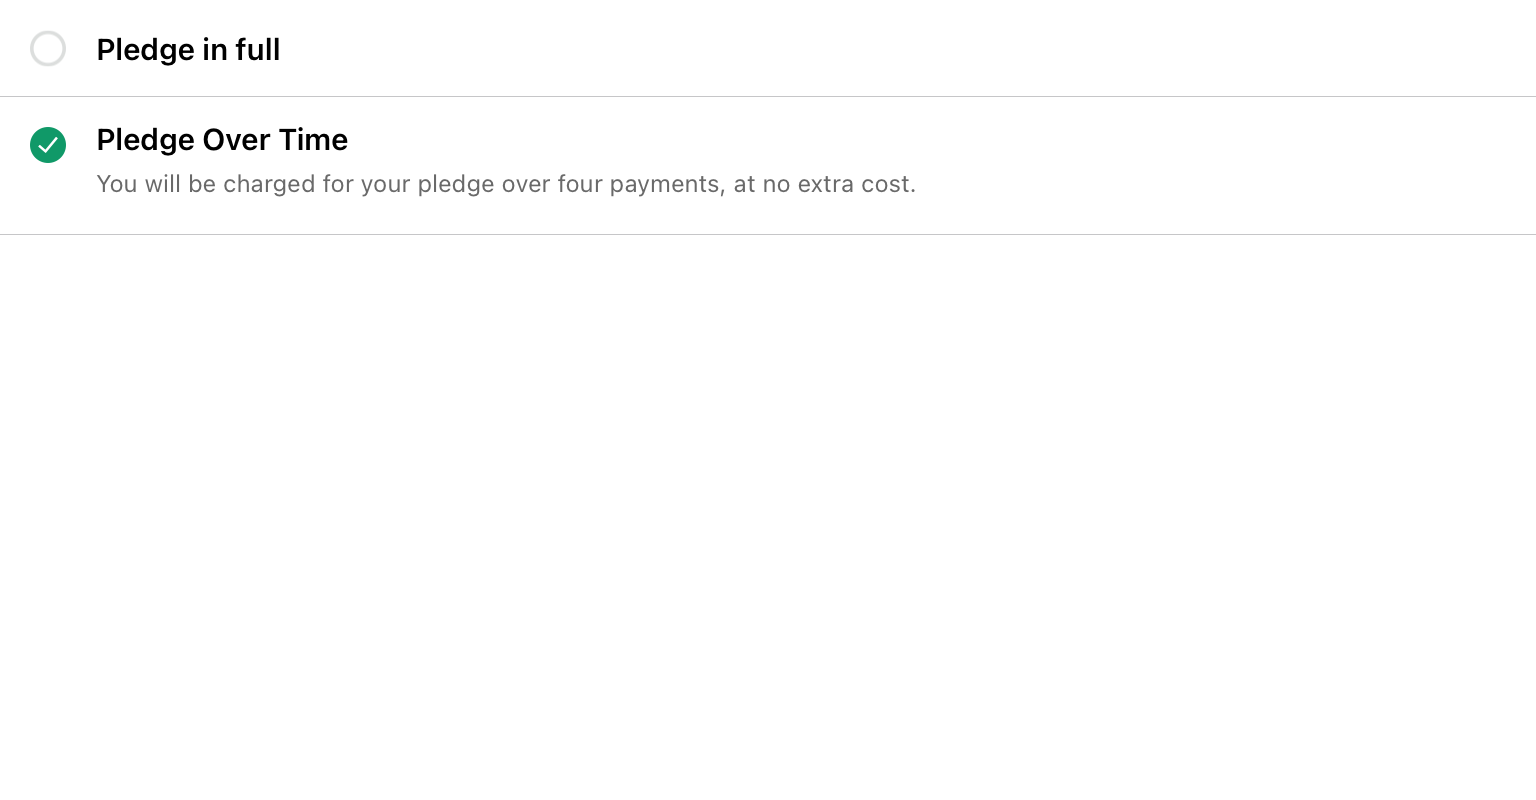 Pledge in full
Pledge Over Time
You will be charged for your pledge over four payments, at no extra cost.